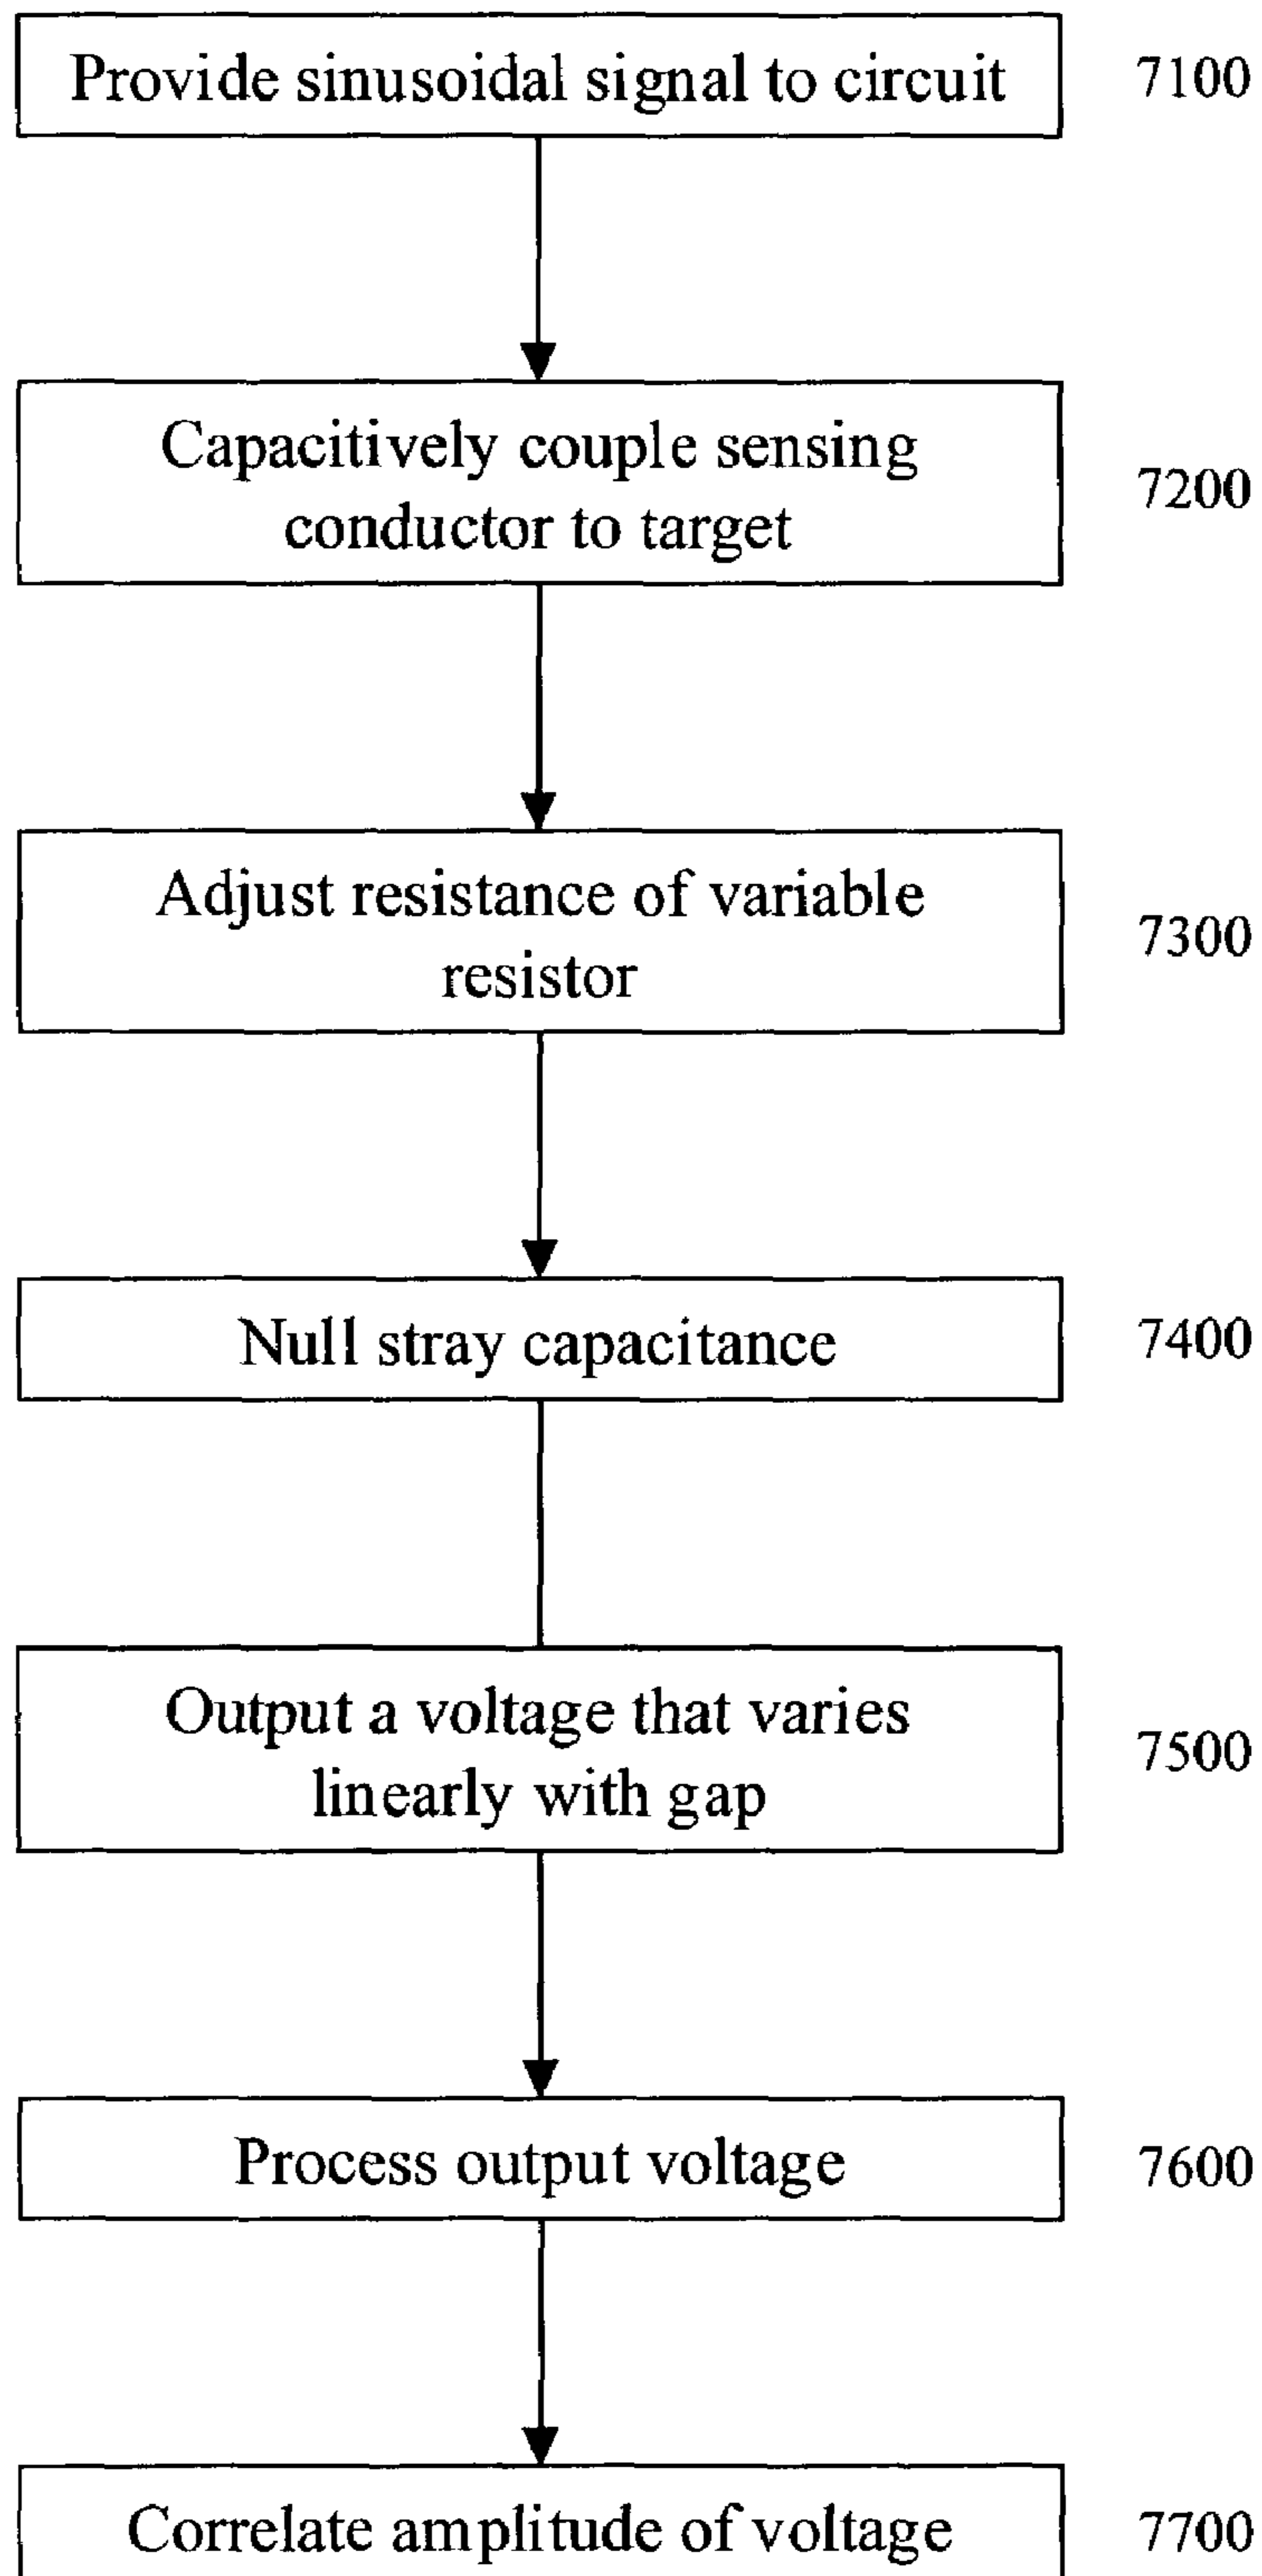 Provide sinusoidal signal to circuit 7100
Capacitively couple sensing
conductor to target
7200
Adjust resistance of variable
resistor
7300
Null stray capacitance 7400
Output a voltage that varies
linearly with gap
7500
Process output voltage 7600
Correlate amplitude of voltage 7700